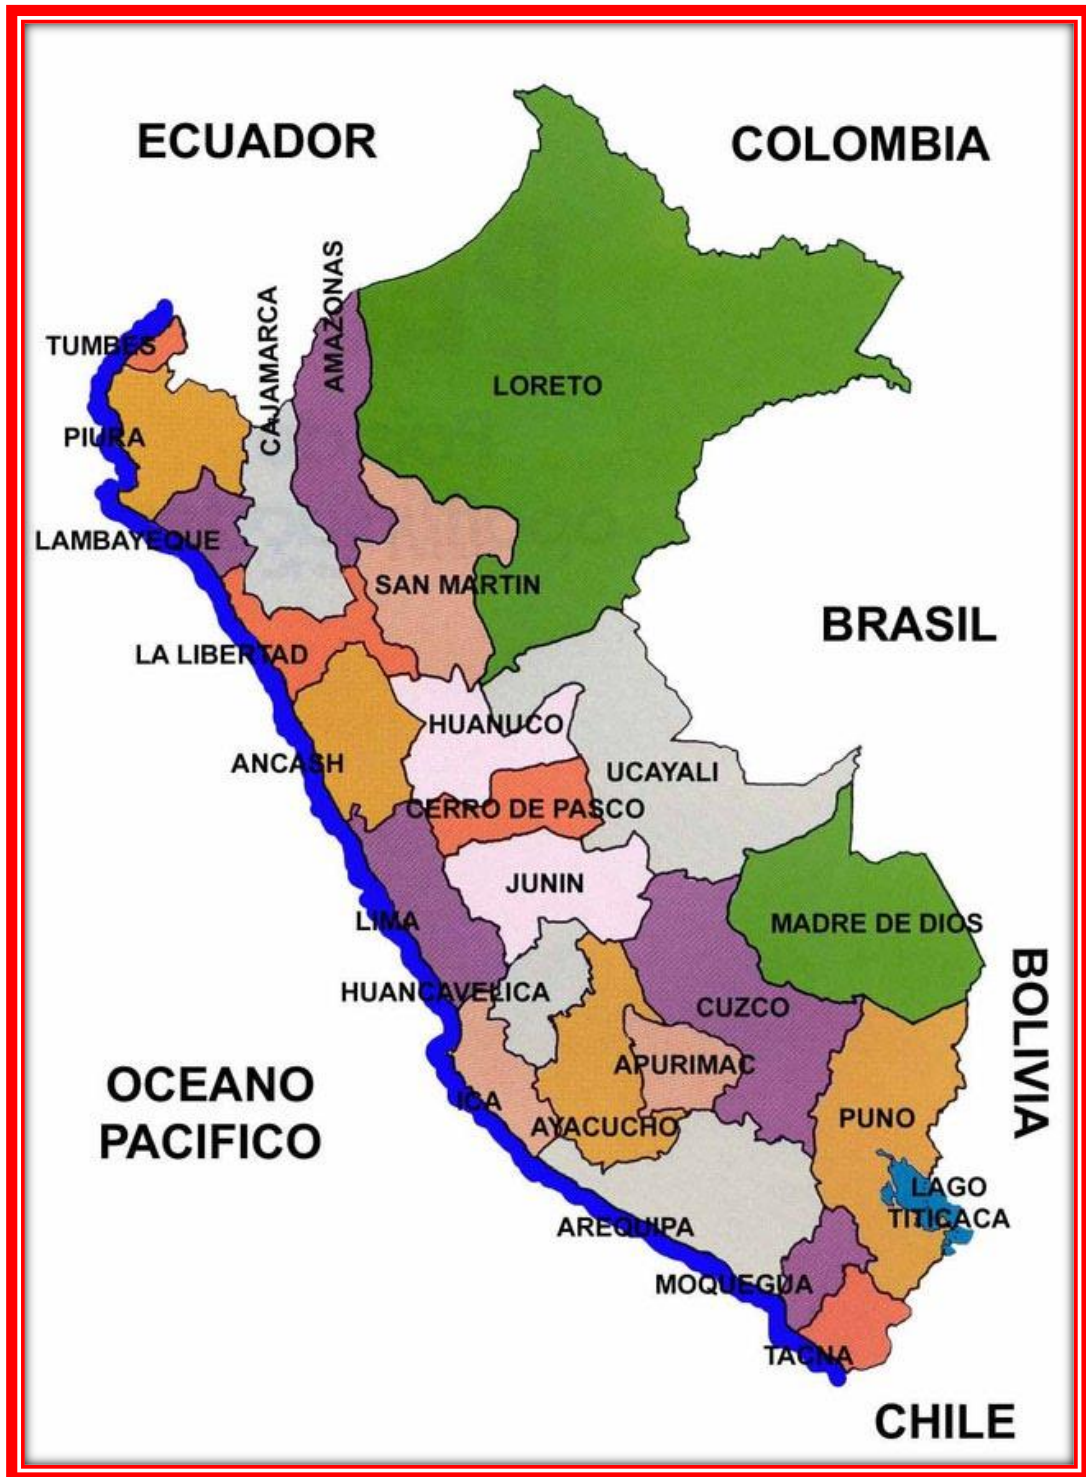 ECUADOR
COLOMBIA
AMAZONAS
CAJAMARCA
TUMBES
LORETO
PIURA
LAMBAYEQUE
SAN MARTIN
BRASIL
LA LIBERTAD
HUANUCO
ANCASH
UCAYALI
CERRO DE PASCO
JUNIN
LIMA
MADRE DE DIOS
HUANCAVELICA
CUZCO
BOLIVIA
APURIMAC
OCEANO
PACIFICO
ICA
AYACUCHO
PUNO
LAGO
TITICACA
AREQUIPA
MOQUEGUA
TACNA
CHILE